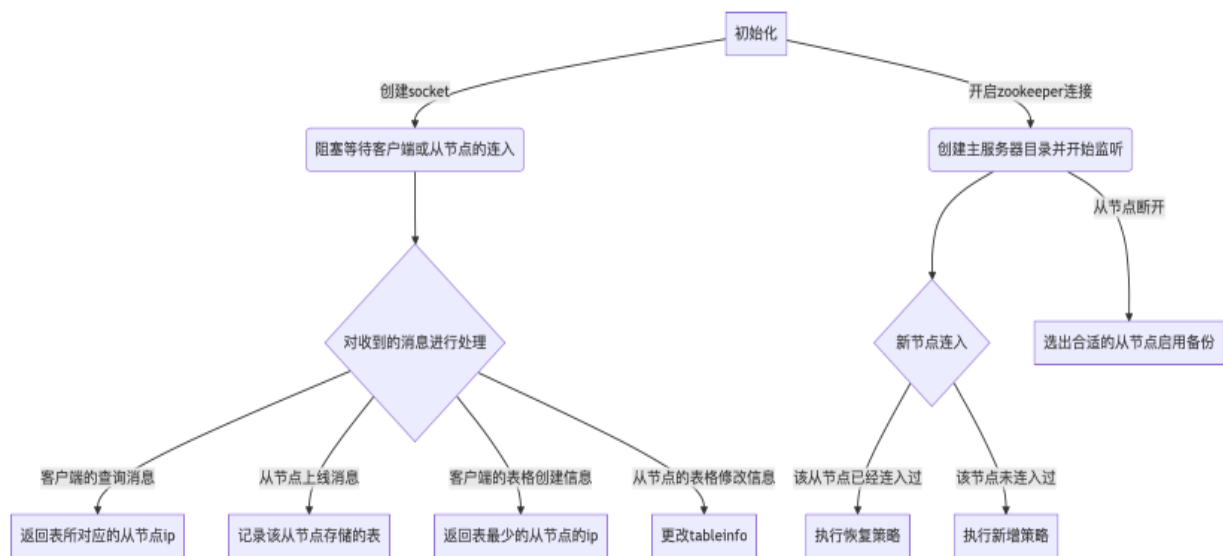 初始化
创建socket
开启zookeeper连接
阻塞等待客户端或从节点的连入
创建主服务器目录并开始监听
从节点断开
对收到的消息进行处理
新节点连入
选出合适的从节点启用备份
客户端的查询消息
从节点上线消息
客户端的表格创建信息
从节点的表格修改信息
该从节点已经连入过
该节点未连入过
返回表所对应的从节点ip
记录该从节点存储的表
返回表最少的从节点的ip
更改tableinfo
执行恢复策略
执行新增策略